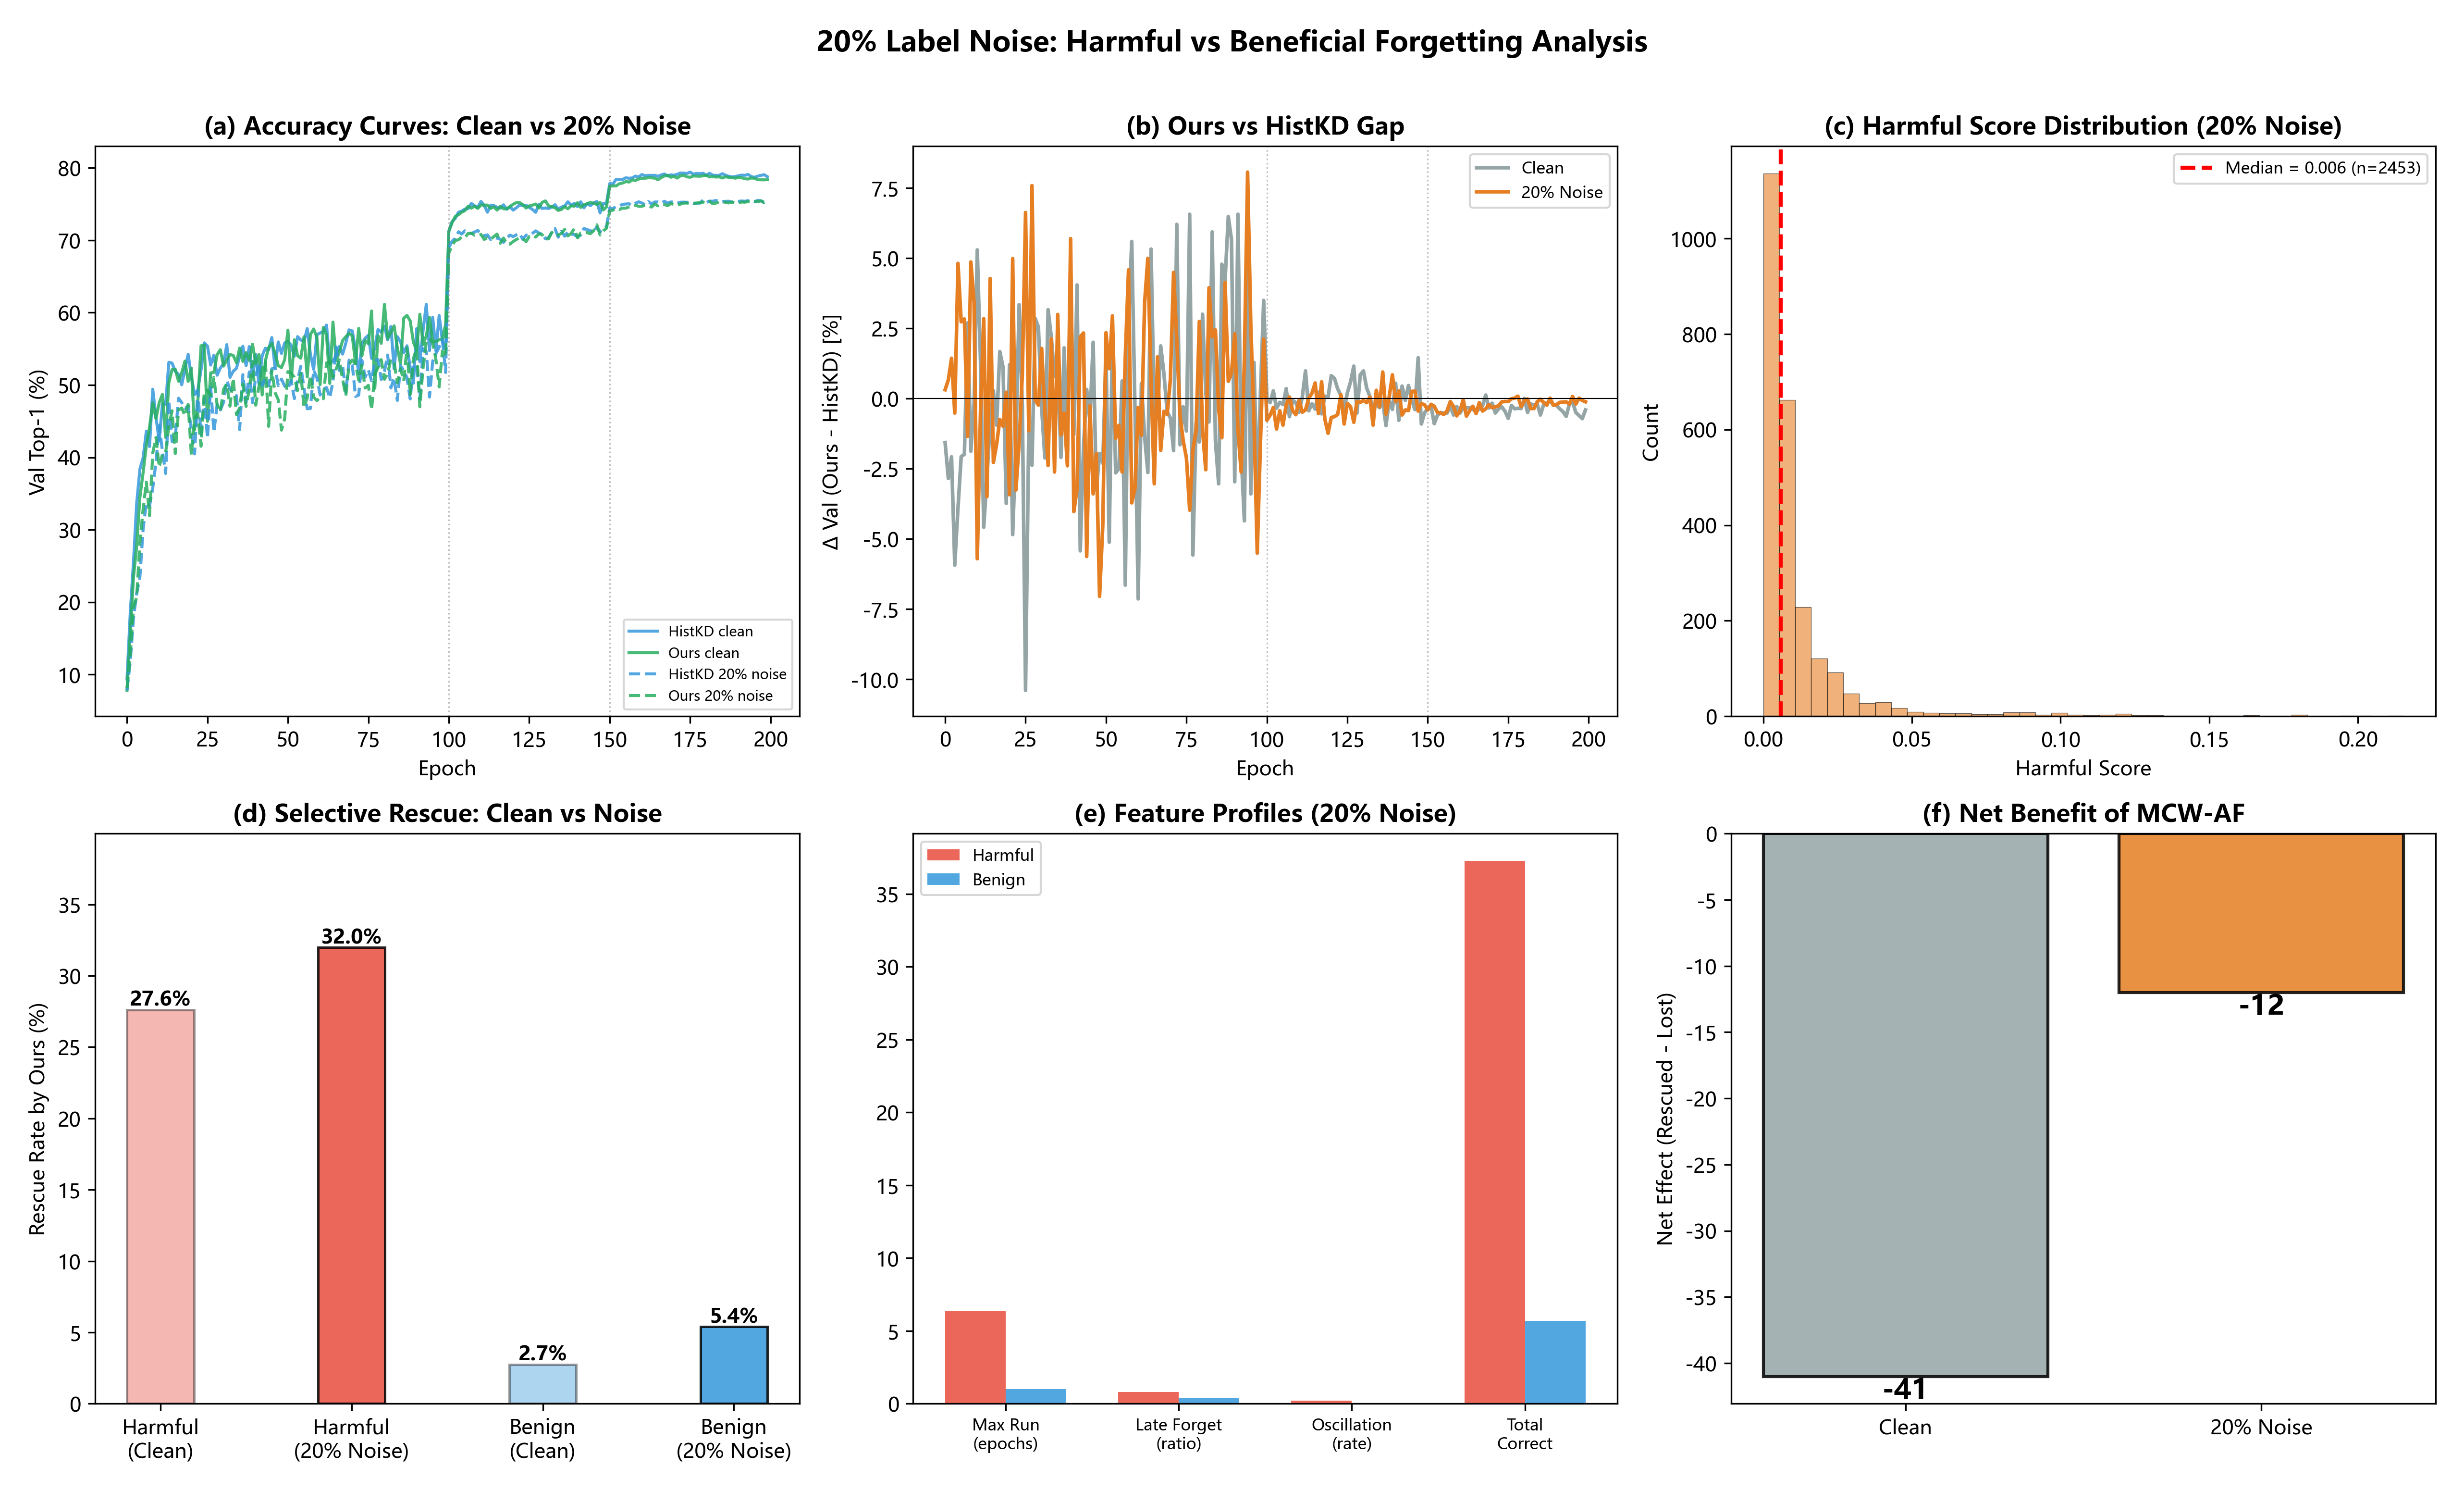 20% Label Noise: Harmful vs Beneficial Forgetting Analysis
(a) Accuracy Curves: Clean vs 20% Noise
Val Top-1 (%)
80
70
60
50
40
30
20
10
HistKD clean
Ours clean
HistKD 20% noise
Ours 20% noise
0 25 50 75 100 125 150 175 200
Epoch
(b) Ours vs HistKD Gap
Δ Val (Ours - HistKD) [%]
7.5
5.0
2.5
0.0
-2.5
-5.0
-7.5
-10.0
Clean
20% Noise
0 25 50 75 100 125 150 175 200
Epoch
(c) Harmful Score Distribution (20% Noise)
Count
1000
800
600
400
200
0
Median = 0.006 (n=2453)
0.00 0.05 0.10 0.15 0.20
Harmful Score
(d) Selective Rescue: Clean vs Noise
Rescue Rate by Ours (%)
35
30
25
20
15
10
5
0
27.6%
32.0%
2.7%
5.4%
Harmful
(Clean)
Harmful
(20% Noise)
Benign
(Clean)
Benign
(20% Noise)
(e) Feature Profiles (20% Noise)
Harmful
Benign
35
30
25
20
15
10
5
0
Max Run
(epochs)
Late Forget
(ratio)
Oscillation
(rate)
Total
Correct
(f) Net Benefit of MCW-AF
Net Effect (Rescued - Lost)
0
-5
-10
-15
-20
-25
-30
-35
-40
-41
-12
Clean
20% Noise